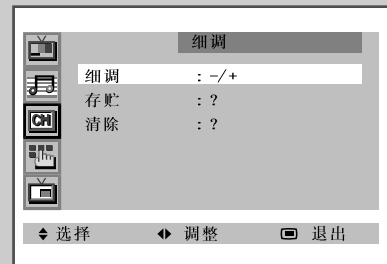 细调
细调 : -/+
存贮 : ?
CH
清除 : ?
选择 调整 退出